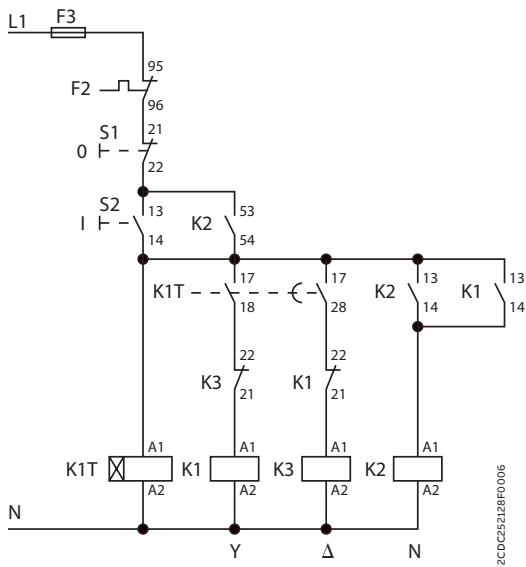 L1
F3
95
F2
96
S1
21
0
22
S2
13
K2
53
I
14
54
K1T
17
18
17
28
K2
13
14
K1
13
14
K3
22
21
K1
22
21
K1T
A1
A2
K1
A1
A2
K3
A1
A2
K2
A1
A2
N
Y
Δ
N
2CDC252128F0006